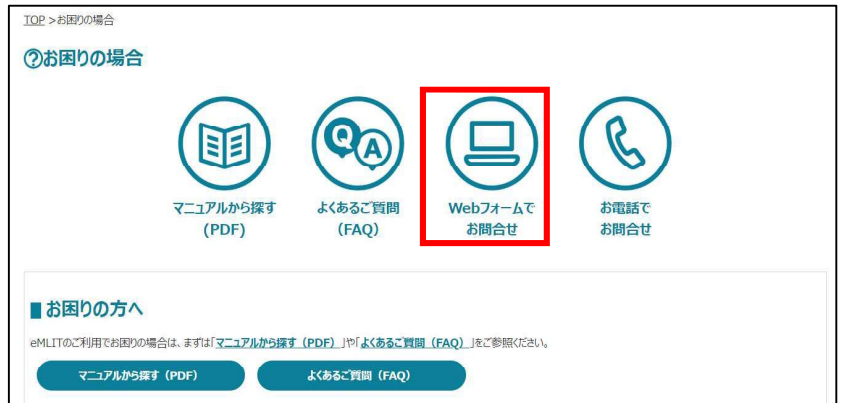 TOP >お困りの場合
?お困りの場合
Q A
マニュアルから探す
(PDF)
よくあるご質問
(FAQ)
Webフォームで
お問合せ
お電話で
お問合せ
■お困りの方へ
eMLITのご利用でお困りの場合は、まずは「マニュアルから探す（PDF）」や「よくあるご質問（FAQ）」をご参照ください。
マニュアルから探す（PDF） よくあるご質問（FAQ）